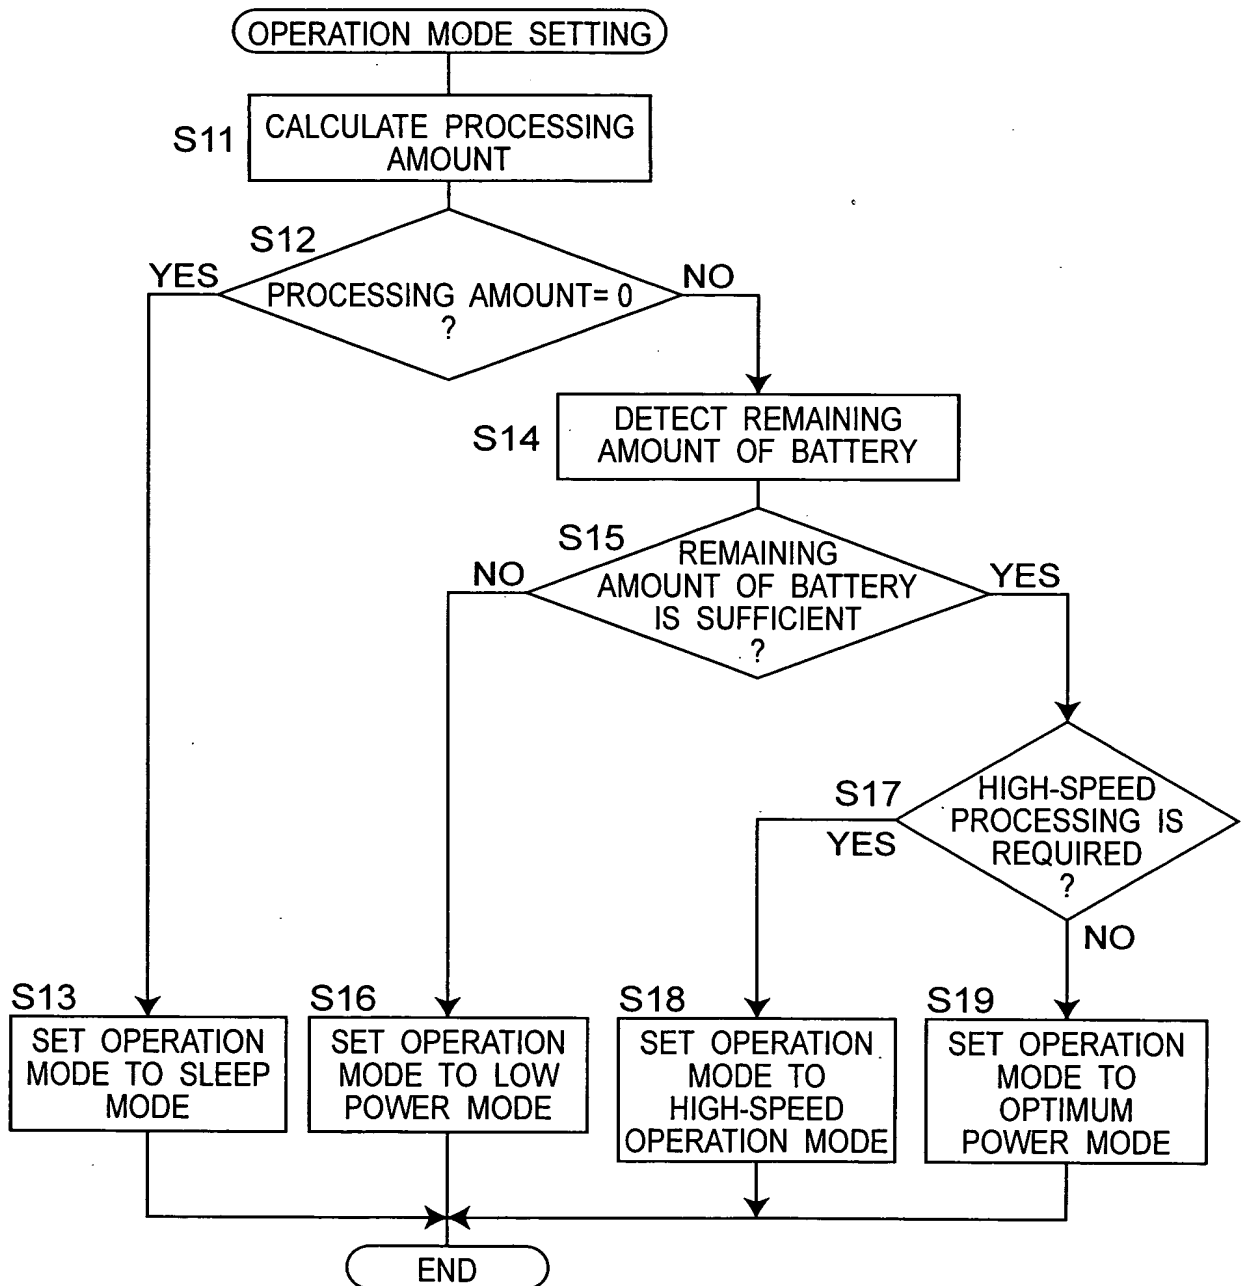 OPERATION MODE SETTING
S11
CALCULATE PROCESSING
AMOUNT
S12
YES
NO
PROCESSING AMOUNT= 0
?
S14
DETECT REMAINING
AMOUNT OF BATTERY
S15
NO
YES
REMAINING
AMOUNT OF BATTERY
IS SUFFICIENT
?
S17
YES
HIGH-SPEED
PROCESSING IS
REQUIRED
?
NO
S13
SET OPERATION
MODE TO SLEEP
MODE
S16
SET OPERATION
MODE TO LOW
POWER MODE
S18
SET OPERATION
MODE TO
HIGH-SPEED
OPERATION MODE
S19
SET OPERATION
MODE TO
OPTIMUM
POWER MODE
END